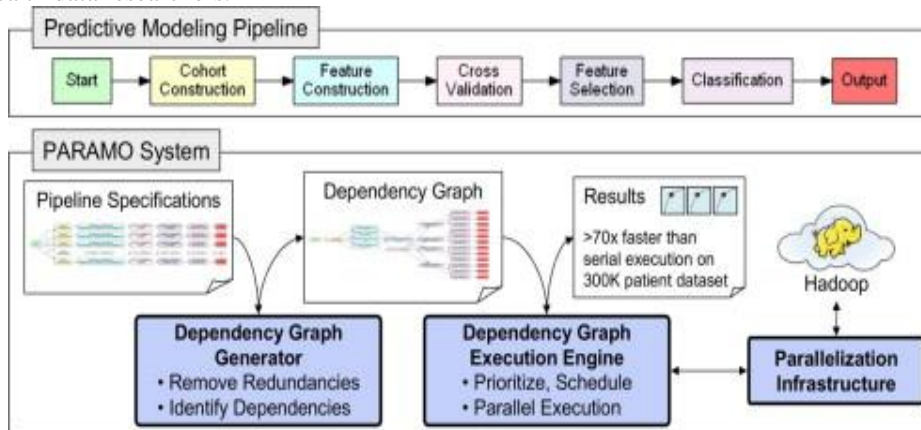 Predictive Modeling Pipeline
Start
Cohort
Construction
Feature
Construction
Cross
Validation
Feature
Selection
Classification
Output
PARAMO System
Pipeline Specifications
Dependency Graph
Results
>70x faster than
serial execution on
300K patient dataset
Hadoop
Dependency Graph
Generator
• Remove Redundancies
• Identify Dependencies
Dependency Graph
Execution Engine
• Prioritize, Schedule
• Parallel Execution
Parallelization
Infrastructure